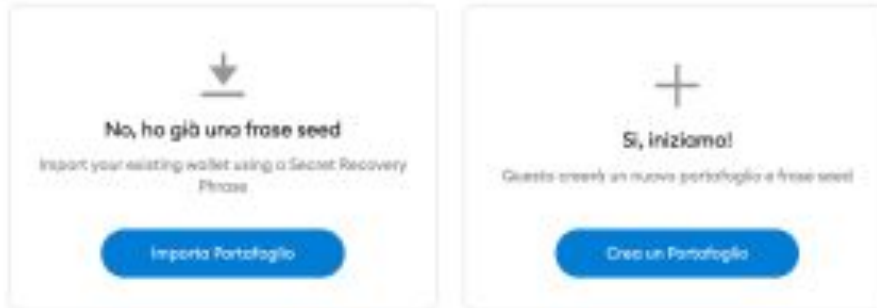 No, ho già una frase seed
Import your existing wallet using a Secret Recovery
Phrase
Importa Portafoglio
Sì, iniziamo!
Questo creerà un nuovo portafoglio e frase seed
Crea un Portafoglio